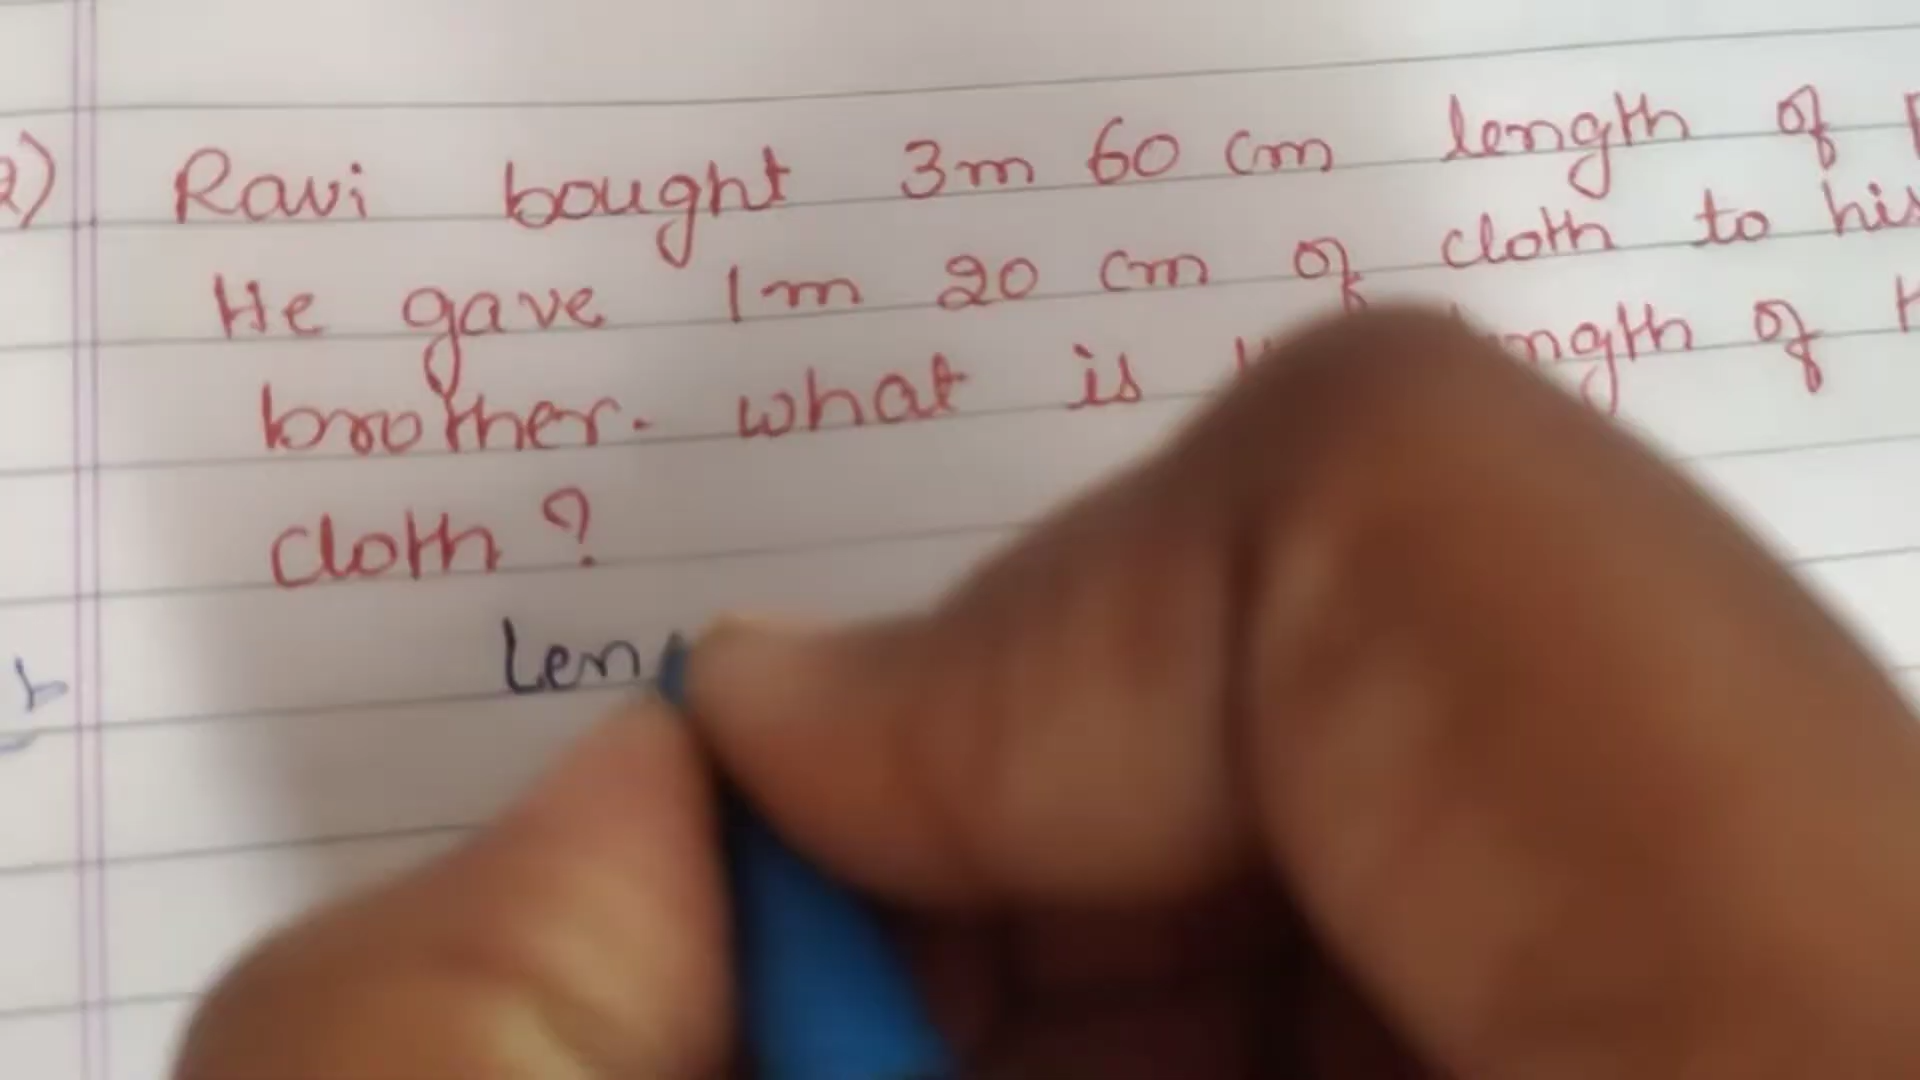 2) Ravi bought 3m 60 cm length of
He gave 1m 20 cm of cloth to his
brother. what is length of
cloth?
Len